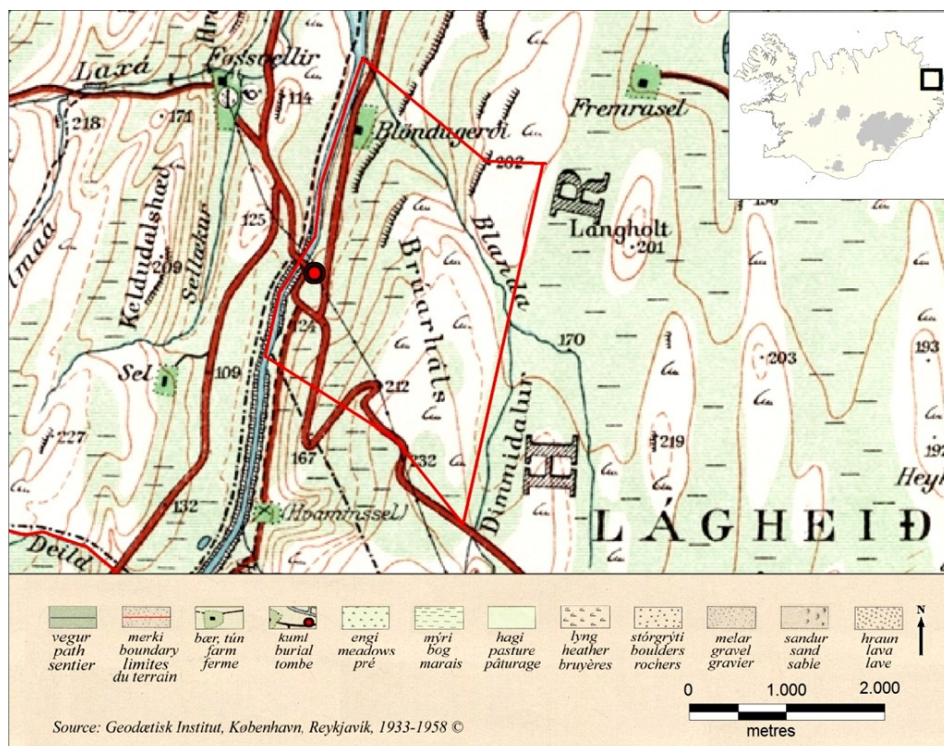 Laxá
Fossvellir
114
218
171
Blöndugerði
Fremrasel
202
R
Langholt
201
Blanda
Brúarháls
125
Sellækur
Keldudalshæð
209
124
Sel
109
212
170
203
193
227
167
232
219
Dimmidalur
H
132
(Hvammssel)
LÁGHEIÐ
Deild
vegur
path
sentier
merki
boundary
limites
du terrain
bær, tún
farm
ferme
kuml
burial
tombe
engi
meadows
pré
mýri
bog
marais
hagi
pasture
pâturage
lyng
heather
bruyères
stórgrýti
boulders
rochers
melar
gravel
gravier
sandur
sand
sable
hraun
lava
lave
N
0 1.000 2.000
metres
Source: Geodætisk Institut, København, Reykjavik, 1933-1958 ©